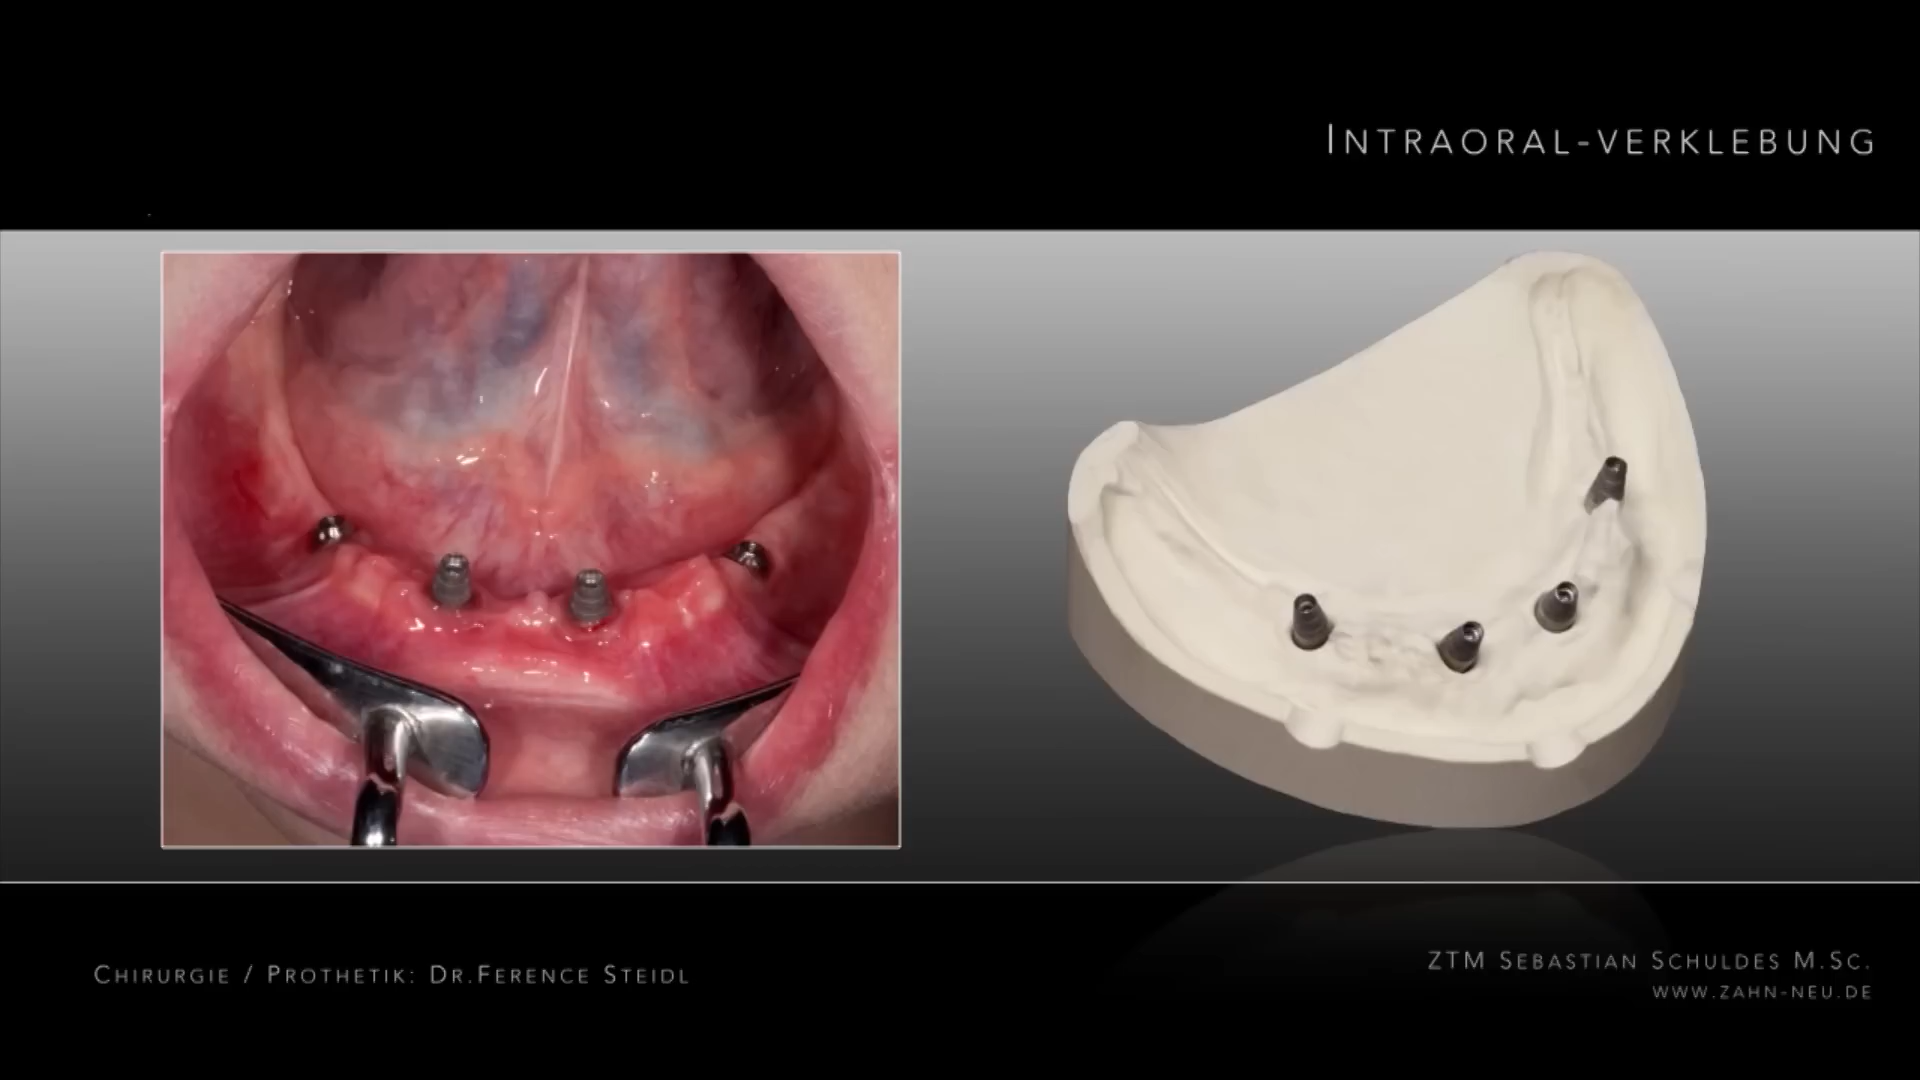 INTRAORAL-VERKLEBUNG
CHIRURGIE / PROTHETIK: DR.FERENCE STEIDL
ZTM SEBASTIAN SCHULDES M.SC.
WWW.ZAHN-NEU.DE